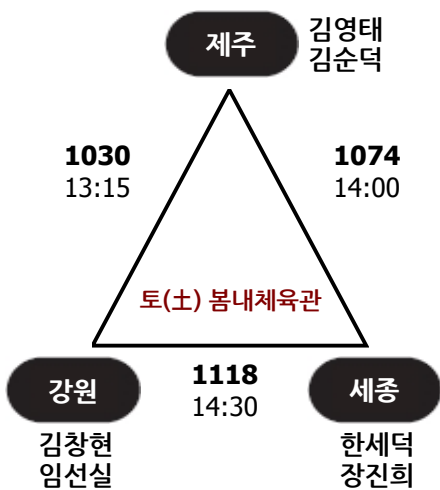 제주
김영태
김순덕
1030
13:15
1074
14:00
토(土) 봄내체육관
강원
1118
14:30
세종
김창현
임선실
한세덕
장진희